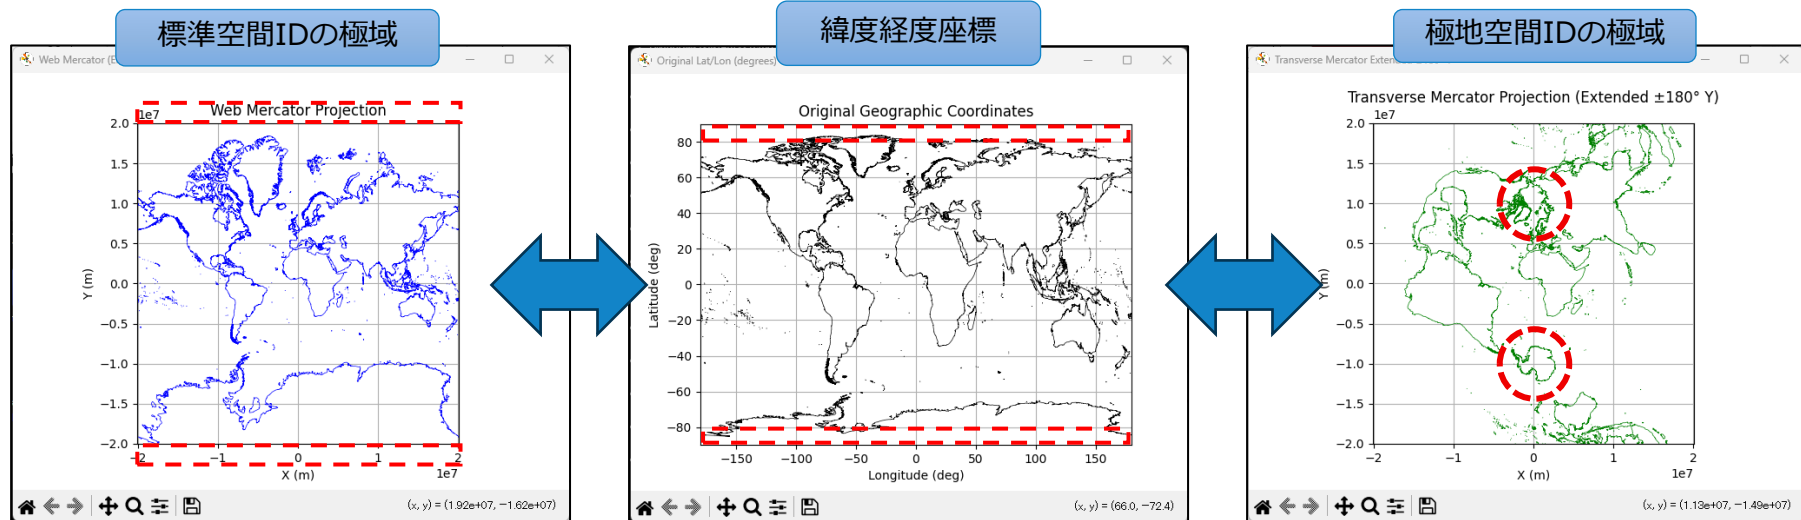 標準空間IDの極域
緯度経度座標
極地空間IDの極域
Web Mercator (E
Original Lat/Lon (degrees)
Transverse Mercator Exten
Web Mercator Projection
1e7
2.0
1.5
1.0
0.5
0.0
−0.5
−1.0
−1.5
−2.0
Y (m)
−2
−1
0
1
2
1e7
X (m)
(x, y) = (1.92e+07, −1.62e+07)
Original Geographic Coordinates
80
60
40
20
0
−20
−40
−60
−80
Latitude (deg)
−150
−100
−50
0
50
100
150
Longitude (deg)
(x, y) = (66.0, −72.4)
Transverse Mercator Projection (Extended ±180° Y)
1e7
2.0
1.5
1.0
0.5
0.0
−0.5
−1.0
−1.5
−2.0
Y (m)
−2
−1
0
1
2
1e7
X (m)
(x, y) = (1.13e+07, −1.49e+07)